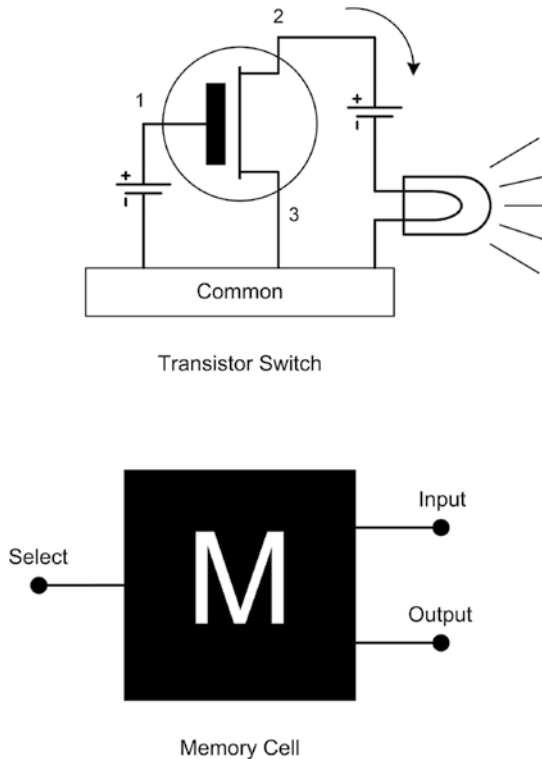 2
1
+
-
+
-
3
Common
Transistor Switch
Input
Select
M
Output
Memory Cell